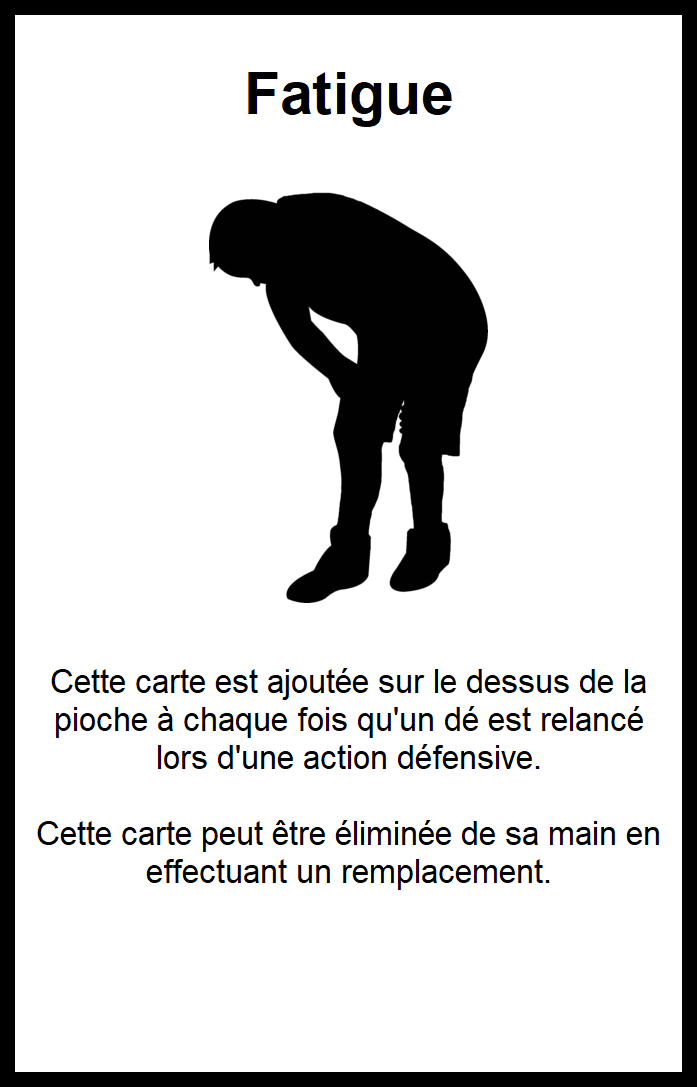 Fatigue
Cette carte est ajoutée sur le dessus de la
pioche à chaque fois qu'un dé est relancé
lors d'une action défensive.
Cette carte peut être éliminée de sa main en
effectuant un remplacement.